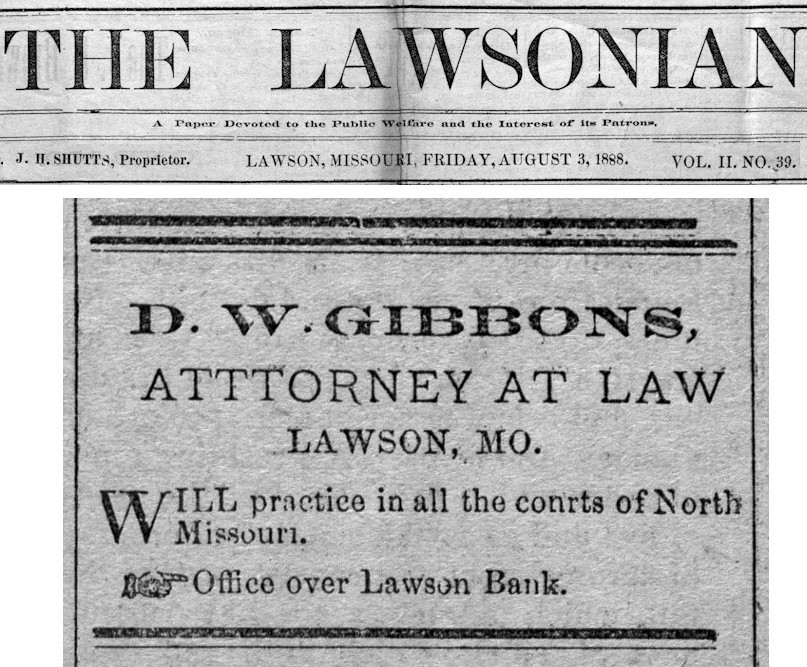 THE LAWSONIAN
A Paper Devoted to the Public Welfare and the Interest of its Patrons.
J. H. SHUTTS, Proprietor. LAWSON, MISSOURI, FRIDAY, AUGUST 3, 1888. VOL. II. NO. 39.
D. W. GIBBONS,
ATTTORNEY AT LAW
LAWSON, MO.
WILL practice in all the conrts of North
Missouri.
☞ Office over Lawson Bank.